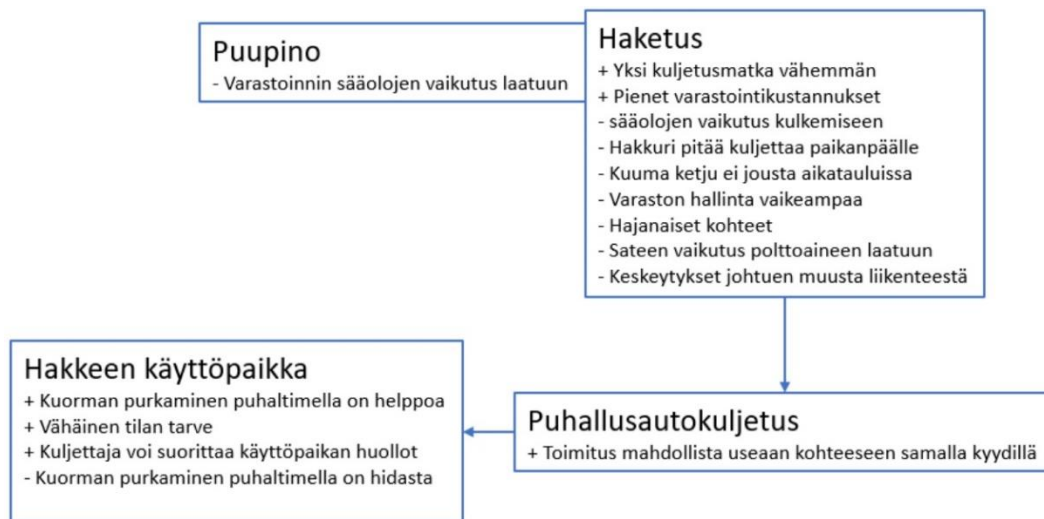 Puupino
- Varastoinnin sääolojen vaikutus laatuun
Haketus
+ Yksi kuljetusmatka vähemmän
+ Pienet varastointikustannukset
- sääolojen vaikutus kulkemiseen
- Hakkuri pitää kuljettaa paikanpäälle
- Kuuma ketju ei jousta aikatauluissa
- Varaston hallinta vaikeampaa
- Hajanaiset kohteet
- Sateen vaikutus polttoaineen laatuun
- Keskeytykset johtuen muusta liikenteestä
Hakkeen käyttöpaikka
+ Kuorman purkaminen puhaltimella on helppoa
+ Vähäinen tilan tarve
+ Kuljettaja voi suorittaa käyttöpaikan huollot
- Kuorman purkaminen puhaltimella on hidasta
Puhallusautokuljetus
+ Toimitus mahdollista useaan kohteeseen samalla kyydillä